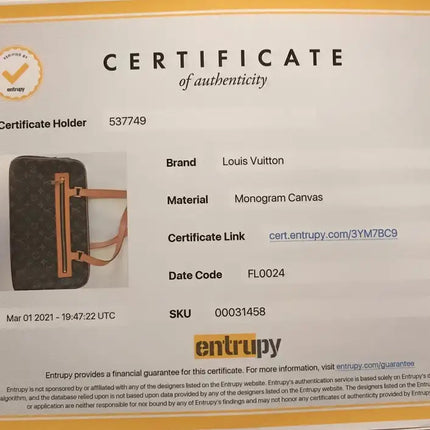 VERIFIED BY
entrupy
CERTIFICATE
of authenticity
Certificate Holder 537749
Brand Louis Vuitton
Material Monogram Canvas
Certificate Link cert.entrupy.com/3YM7BC9
Date Code FL0024
Mar 01 2021 - 19:47:22 UTC
SKU 00031458
entrupy
Entrupy provides a financial guarantee for this certificate. For more information, visit entrupy.com/guarantee
Entrupy is not sponsored by or affiliated with any of the designers listed on the Entrupy website. Entrupy's authentication service is based solely on Entrupy's
algorithm, and the database relied upon is not based upon data provided by any of the designers listed on the Entrupy website. The designers listed on the
or application are neither responsible for nor bound by any of Entrupy's findings and may not honor any certificates of authenticity provided by